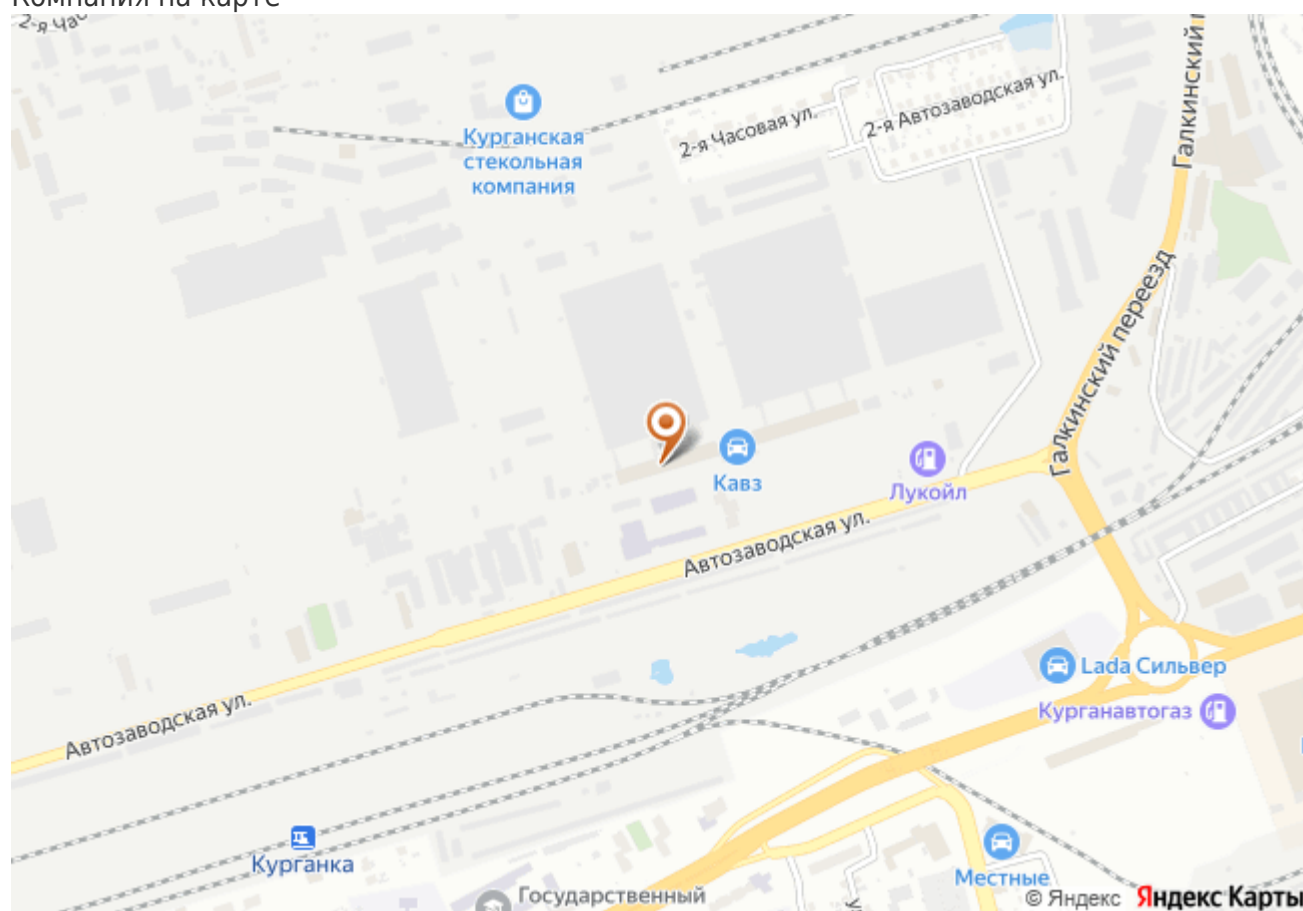 Компания на карте
2-я Час
Курганская
стекольная
компания
2-я Часовая ул.
2-я Автозаводская ул.
Галкинский
Галкинский переезд
Кавз
Лукойл
Автозаводская ул.
Lada Сильвер
Курганавтогаз
Автозаводская ул.
Курганка
Местные
Государственный
© Яндекс Яндекс Карты